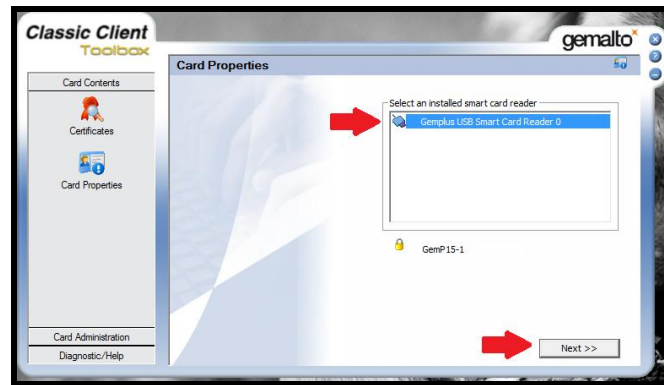 Classic Client
Toolbox
gemalto
Card Properties
Card Contents
Certificates
Card Properties
Select an installed smart card reader
Gemplus USB Smart Card Reader 0
GemP15-1
Card Administration
Diagnostic/Help
Next >>